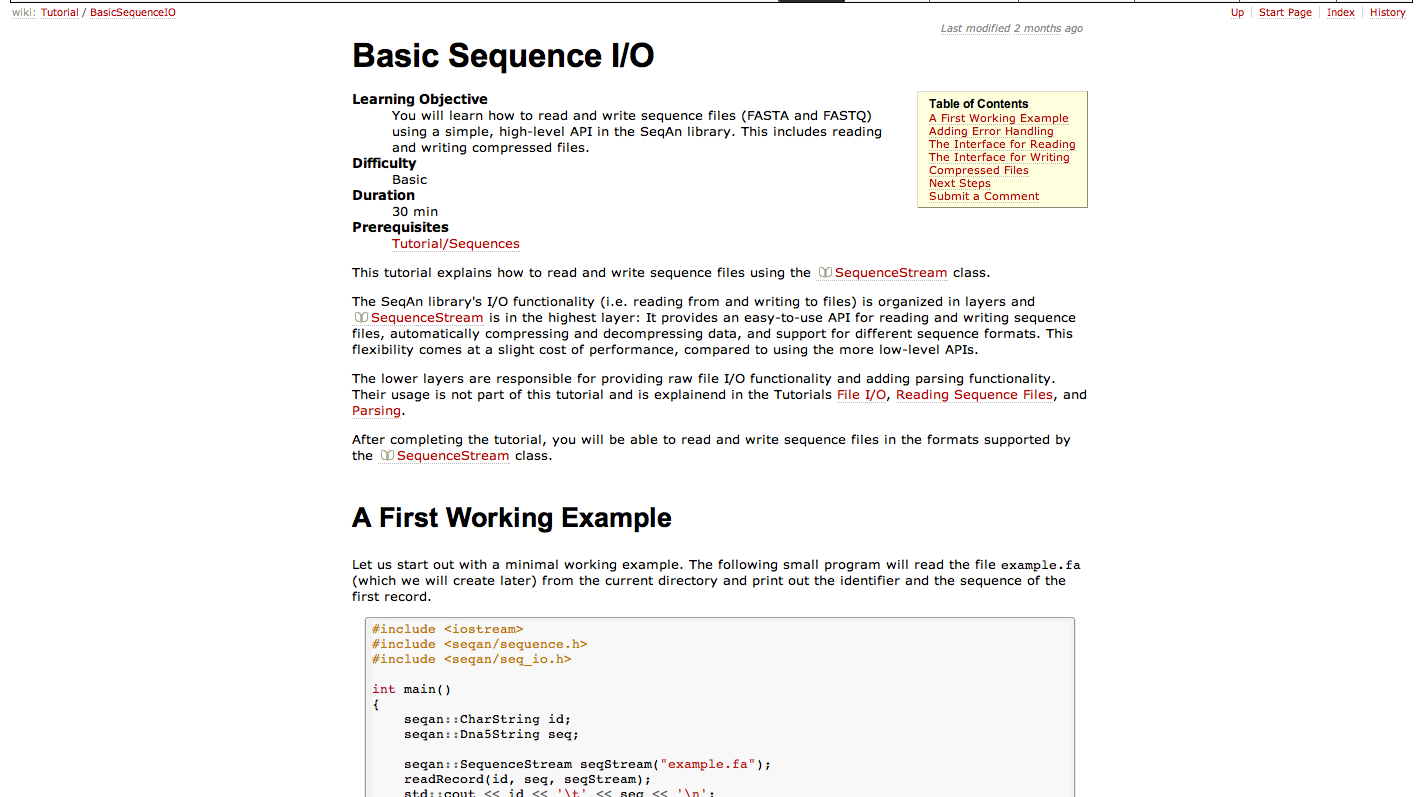 wiki: Tutorial / BasicSequenceIO
Up Start Page Index History
Last modified 2 months ago
Basic Sequence I/O
Learning Objective
You will learn how to read and write sequence files (FASTA and FASTQ)
using a simple, high-level API in the SeqAn library. This includes reading
and writing compressed files.
Difficulty
Basic
Duration
30 min
Prerequisites
Tutorial/Sequences
Table of Contents
A First Working Example
Adding Error Handling
The Interface for Reading
The Interface for Writing
Compressed Files
Next Steps
Submit a Comment
This tutorial explains how to read and write sequence files using the SequenceStream class.
The SeqAn library's I/O functionality (i.e. reading from and writing to files) is organized in layers and
SequenceStream is in the highest layer: It provides an easy-to-use API for reading and writing sequence
files, automatically compressing and decompressing data, and support for different sequence formats. This
flexibility comes at a slight cost of performance, compared to using the more low-level APIs.
The lower layers are responsible for providing raw file I/O functionality and adding parsing functionality.
Their usage is not part of this tutorial and is explainend in the Tutorials File I/O, Reading Sequence Files, and
Parsing.
After completing the tutorial, you will be able to read and write sequence files in the formats supported by
the SequenceStream class.
A First Working Example
Let us start out with a minimal working example. The following small program will read the file example.fa
(which we will create later) from the current directory and print out the identifier and the sequence of the
first record.
#include <iostream>
#include <seqan/sequence.h>
#include <seqan/seq_io.h>
int main()
{
seqan::CharString id;
seqan::Dna5String seq;
seqan::SequenceStream seqStream("example.fa");
readRecord(id, seq, seqStream);
std::cout << id << '\t' << seq << '\n';